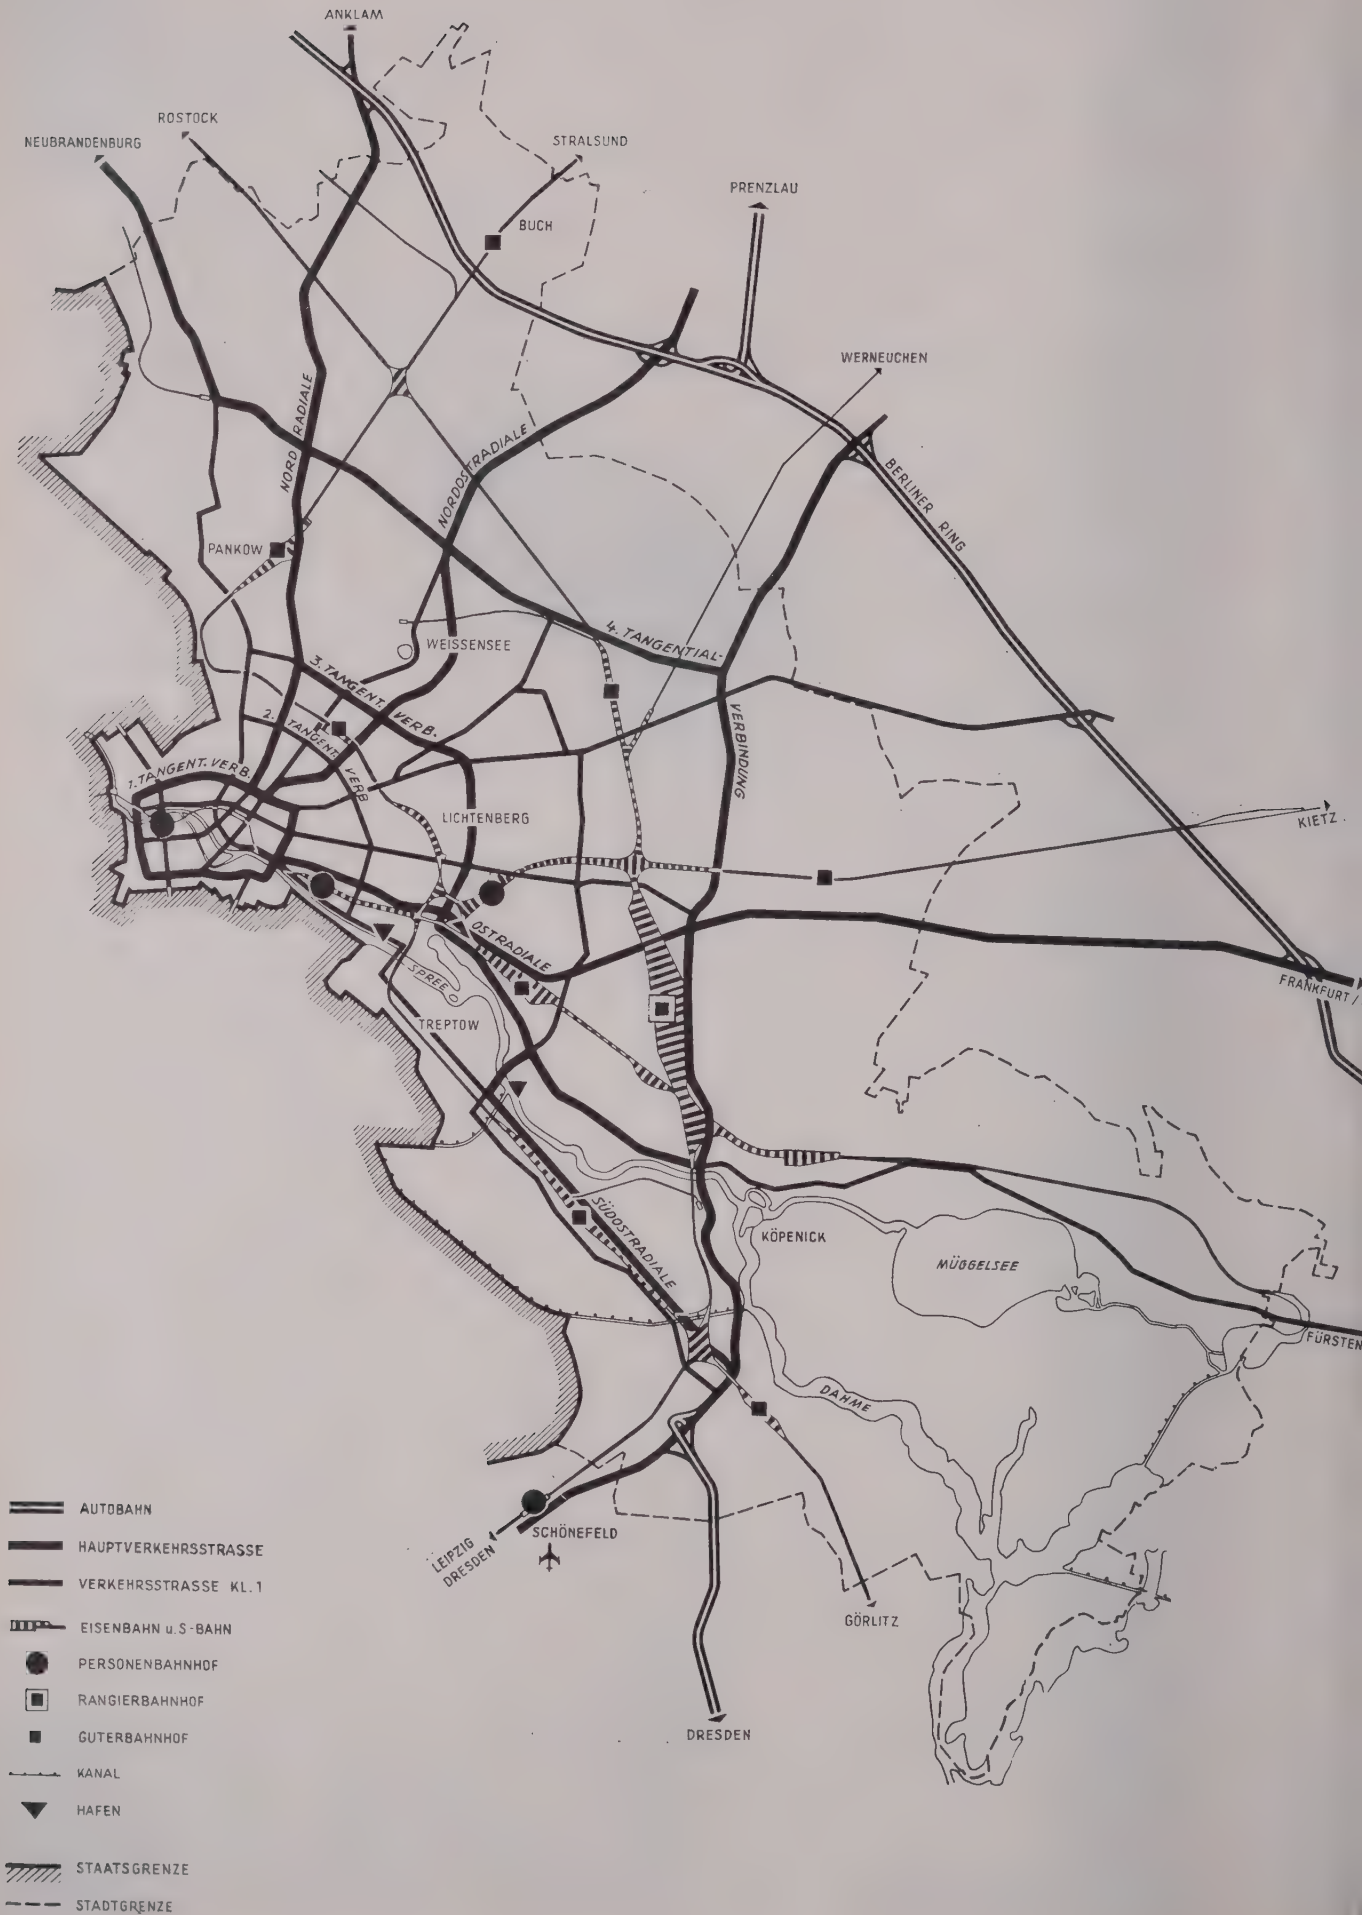 ANKLAM
ROSTOCK
NEUBRANDENBURG
STRALSUND
PRENZLAU
BUCH
WERNEUCHEN
NORD RADIALE
NORDOSTRADIALE
BERLINER RING
PANKOW
WEISSENSEE
4. TANGENTIAL-
VERBINDUNG
3. TANGENT. VERB.
2. TANGENT. VERB
1. TANGENT. VERB.
LICHTENBERG
KIETZ
OSTRADIALE
SPREE
FRANKFURT /
TREPTOW
SÜDOSTRADIALE
KÖPENICK
MÜGGELSEE
FÜRSTEN
DAHME
SCHÖNEFELD
LEIPZIG
DRESDEN
GÖRLITZ
DRESDEN
AUTOBAHN
HAUPTVERKEHRSSTRASSE
VERKEHRSSTRASSE KL.1
EISENBAHN u.S-BAHN
PERSONENBAHNHOF
RANGIERBAHNHOF
GUTERBAHNHOF
KANAL
HAFEN
STAATSGRENZE
STADTGRENZE